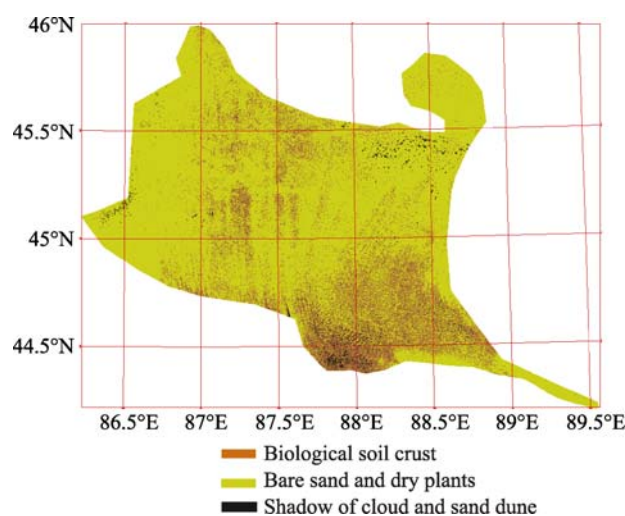 46°N
45.5°N
45°N
44.5°N
86.5°E 87°E 87.5°E 88°E 88.5°E 89°E 89.5°E
Biological soil crust
Bare sand and dry plants
Shadow of cloud and sand dune